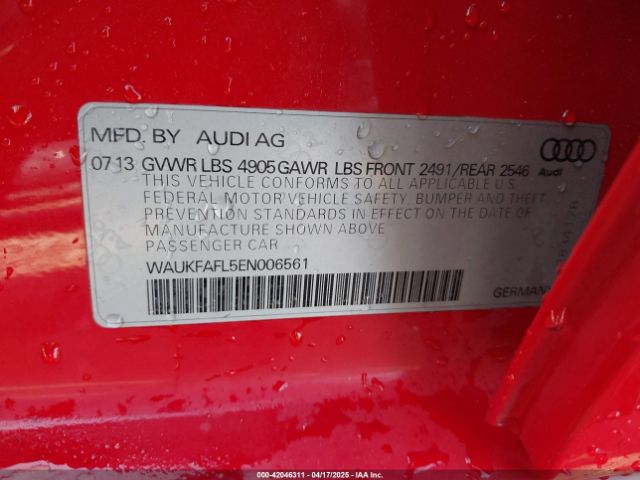 MFD. BY AUDI AG
07 13 GVWR LBS 4905 GAWR LBS FRONT 2491/REAR 2546
Audi
THIS VEHICLE CONFORMS TO ALL APPLICABLE U.S.
FEDERAL MOTOR VEHICLE SAFETY, BUMPER AND THEFT
PREVENTION STANDARDS IN EFFECT ON THE DATE OF
MANUFACTURE SHOWN ABOVE
PASSENGER CAR
WAUKFAFL5EN006561
GERMANY
000-42046311 - 04/17/2025 - IAA Inc.